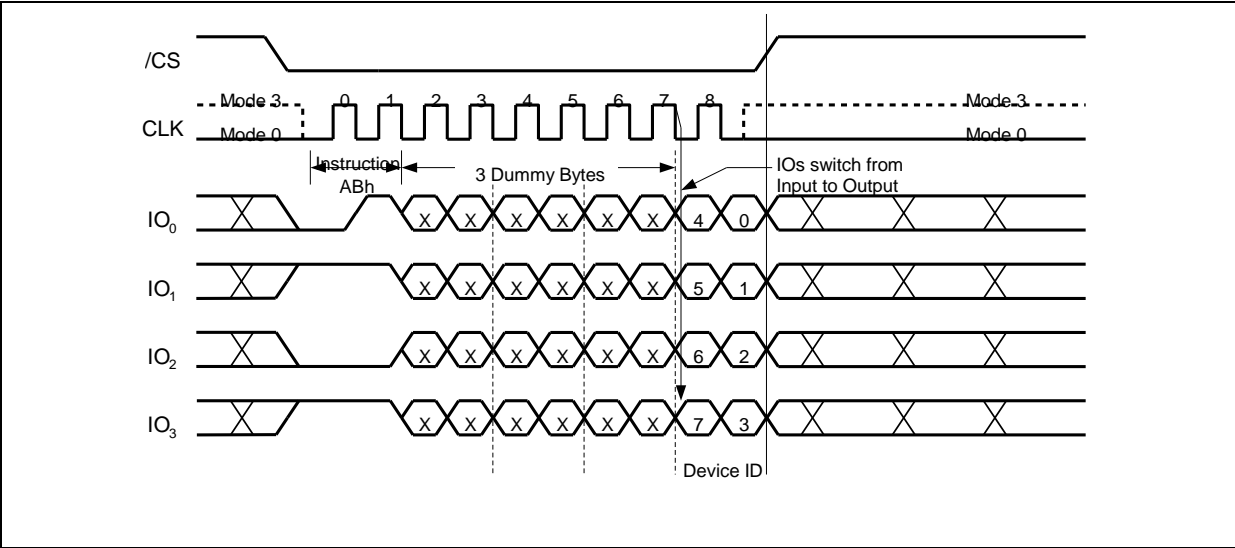 /CS
Mode 3 0 1 2 3 4 5 6 7 8 Mode 3
CLK
Mode 0 Mode 0
Instruction
ABh
3 Dummy Bytes
IOs switch from
Input to Output
IO0 X X X X X X 4 0
IO1 X X X X X X 5 1
IO2 X X X X X X 6 2
IO3 X X X X X X 7 3
Device ID